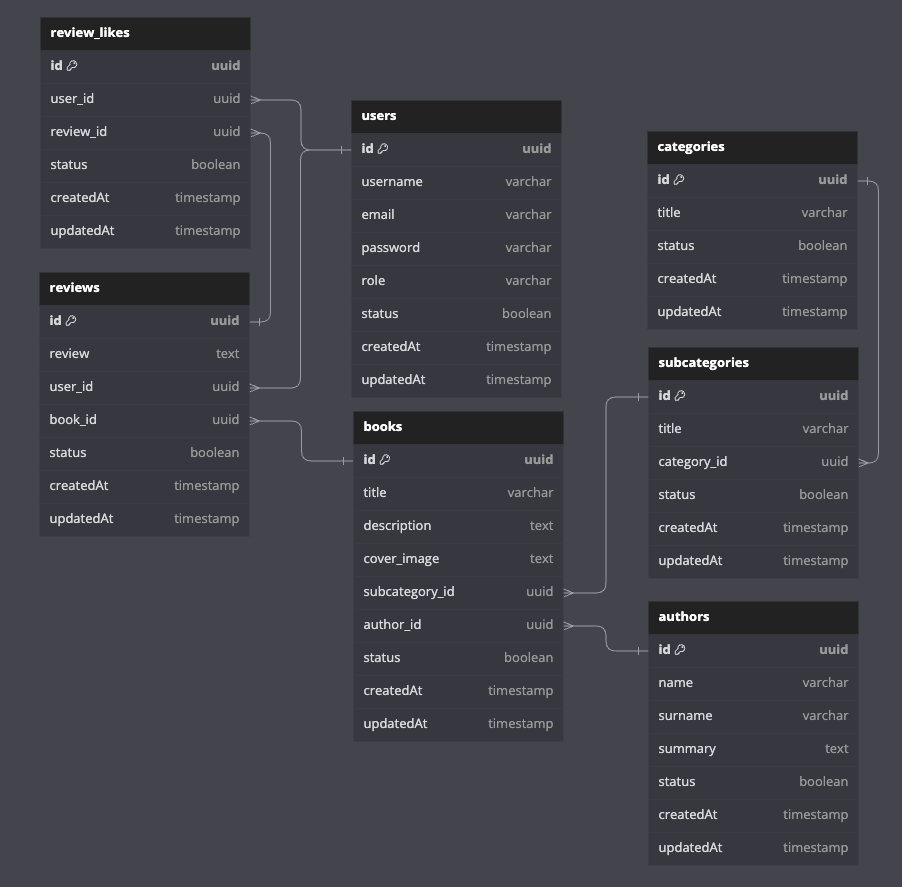 review_likes
id uuid
user_id uuid
review_id uuid
status boolean
createdAt timestamp
updatedAt timestamp
reviews
id uuid
review text
user_id uuid
book_id uuid
status boolean
createdAt timestamp
updatedAt timestamp
users
id uuid
username varchar
email varchar
password varchar
role varchar
status boolean
createdAt timestamp
updatedAt timestamp
books
id uuid
title varchar
description text
cover_image text
subcategory_id uuid
author_id uuid
status boolean
createdAt timestamp
updatedAt timestamp
categories
id uuid
title varchar
status boolean
createdAt timestamp
updatedAt timestamp
subcategories
id uuid
title varchar
category_id uuid
status boolean
createdAt timestamp
updatedAt timestamp
authors
id uuid
name varchar
surname varchar
summary text
status boolean
createdAt timestamp
updatedAt timestamp